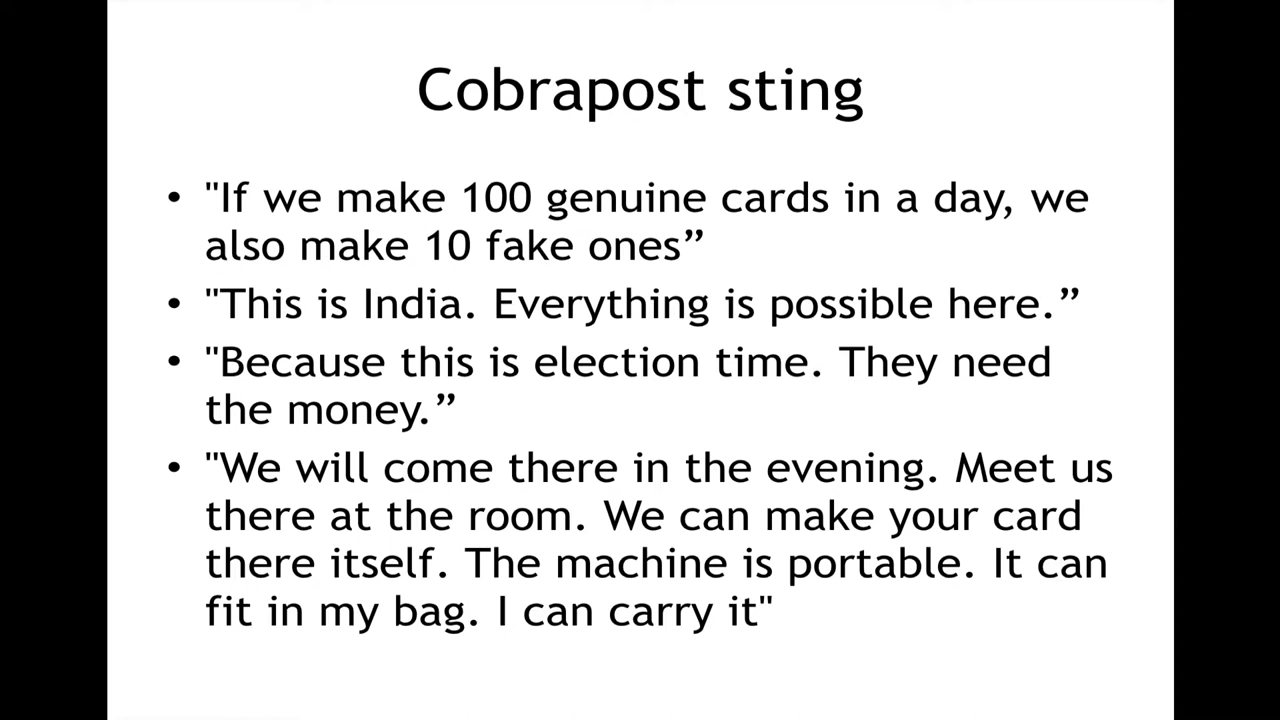 Cobrapost sting
• "If we make 100 genuine cards in a day, we
also make 10 fake ones”
• "This is India. Everything is possible here.”
• "Because this is election time. They need
the money.”
• "We will come there in the evening. Meet us
there at the room. We can make your card
there itself. The machine is portable. It can
fit in my bag. I can carry it"